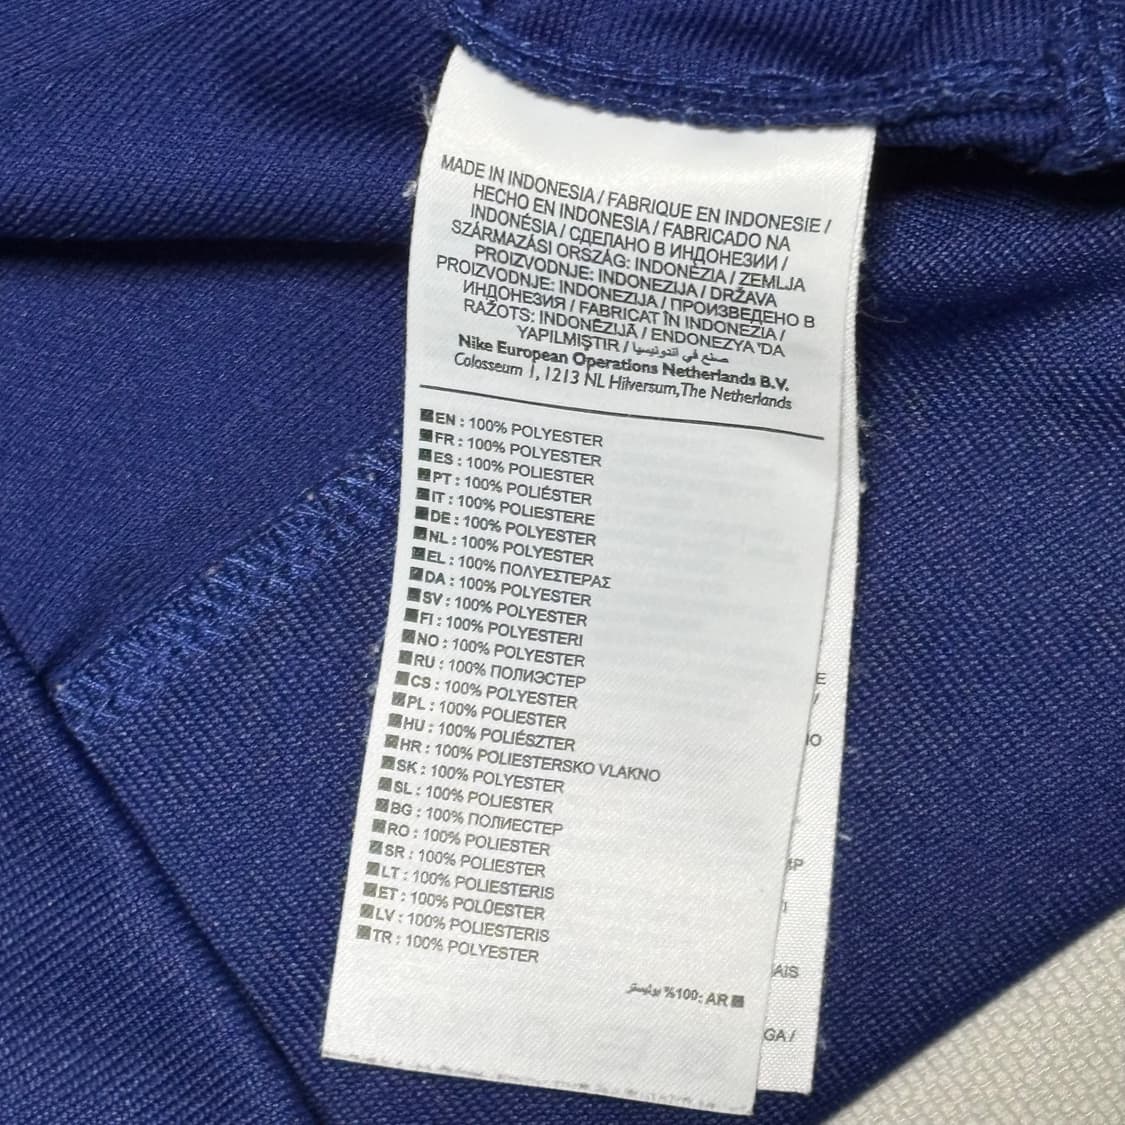 MADE IN INDONESIA / FABRIQUE EN INDONESIE /
HECHO EN INDONESIA / FABRICADO NA
INDONÉSIA / СДЕЛАНО В ИНДОНЕЗИИ /
SZÁRMAZÁSI ORSZÁG: INDONÉZIA / ZEMLJA
PROIZVODNJE: INDONEZIJA / DRŽAVA
PROIZVODNJE: INDONEZIJA / ПРОИЗВЕДЕНО В
ИНДОНЕЗИЯ / FABRICAT ÎN INDONEZIA /
RAŽOTS: INDONĒZIJĀ / ENDONEZYA 'DA
YAPILMIŞTIR / صنع في اندونيسيا
Nike European Operations Netherlands B.V.
Colosseum 1, 1213 NL Hilversum, The Netherlands
EN : 100% POLYESTER
FR : 100% POLYESTER
ES : 100% POLIESTER
PT : 100% POLIÉSTER
IT : 100% POLIESTERE
DE : 100% POLYESTER
NL : 100% POLYESTER
EL : 100% ΠΟΛΥΕΣΤΕΡΑΣ
DA : 100% POLYESTER
SV : 100% POLYESTER
FI : 100% POLYESTERI
NO : 100% POLYESTER
RU : 100% ПОЛИЭСТЕР
CS : 100% POLYESTER
PL : 100% POLIESTER
HU : 100% POLIÉSZTER
HR : 100% POLIESTERSKO VLAKNO
SK : 100% POLYESTER
SL : 100% POLIESTER
BG : 100% ПОЛИЕСТЕР
RO : 100% POLIESTER
SR : 100% POLIESTER
LT : 100% POLIESTERIS
ET : 100% POLÜESTER
LV : 100% POLIESTERIS
TR : 100% POLYESTER
AR :100% بوليستر